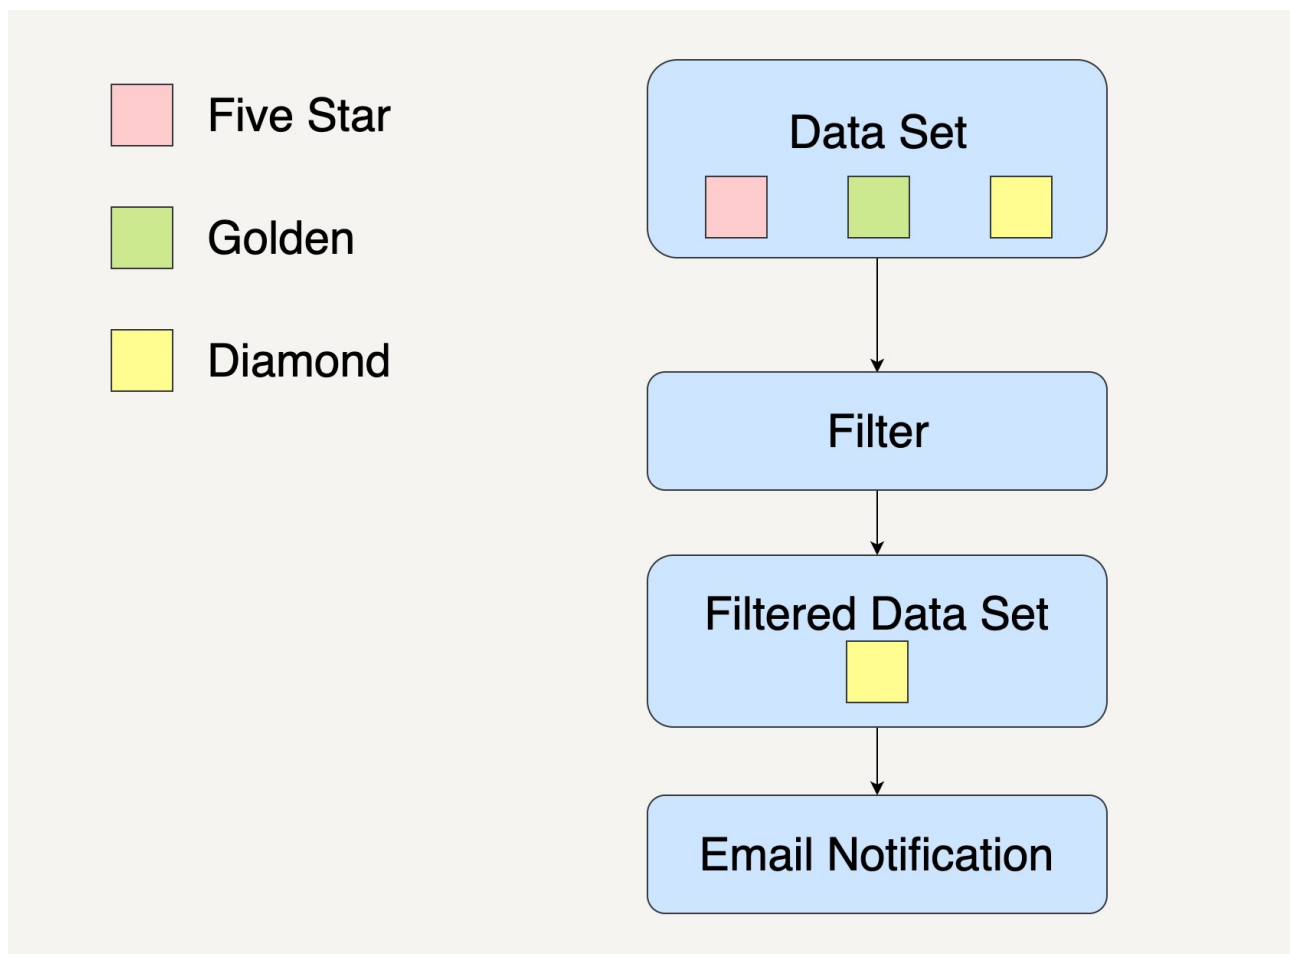 Five Star
Golden
Diamond
Data Set
Filter
Filtered Data Set
Email Notification